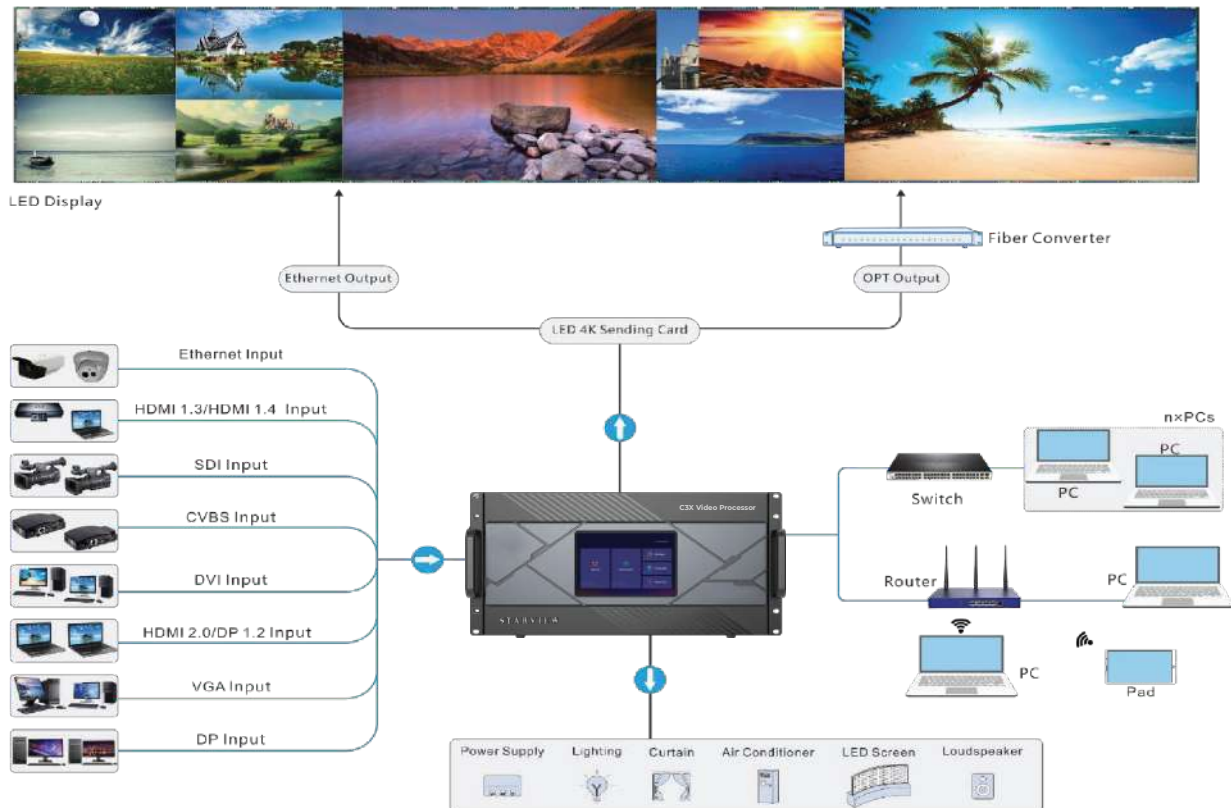 LED Display
Fiber Converter
Ethernet Output
OPT Output
LED 4K Sending Card
Ethernet Input
HDMI 1.3/HDMI 1.4 Input
SDI Input
CVBS Input
DVI Input
HDMI 2.0/DP 1.2 Input
VGA Input
DP Input
C3X Video Processor
STARVIEW
n×PCs
PC
PC
Switch
Router
PC
PC
Pad
Power Supply
Lighting
Curtain
Air Conditioner
LED Screen
Loudspeaker